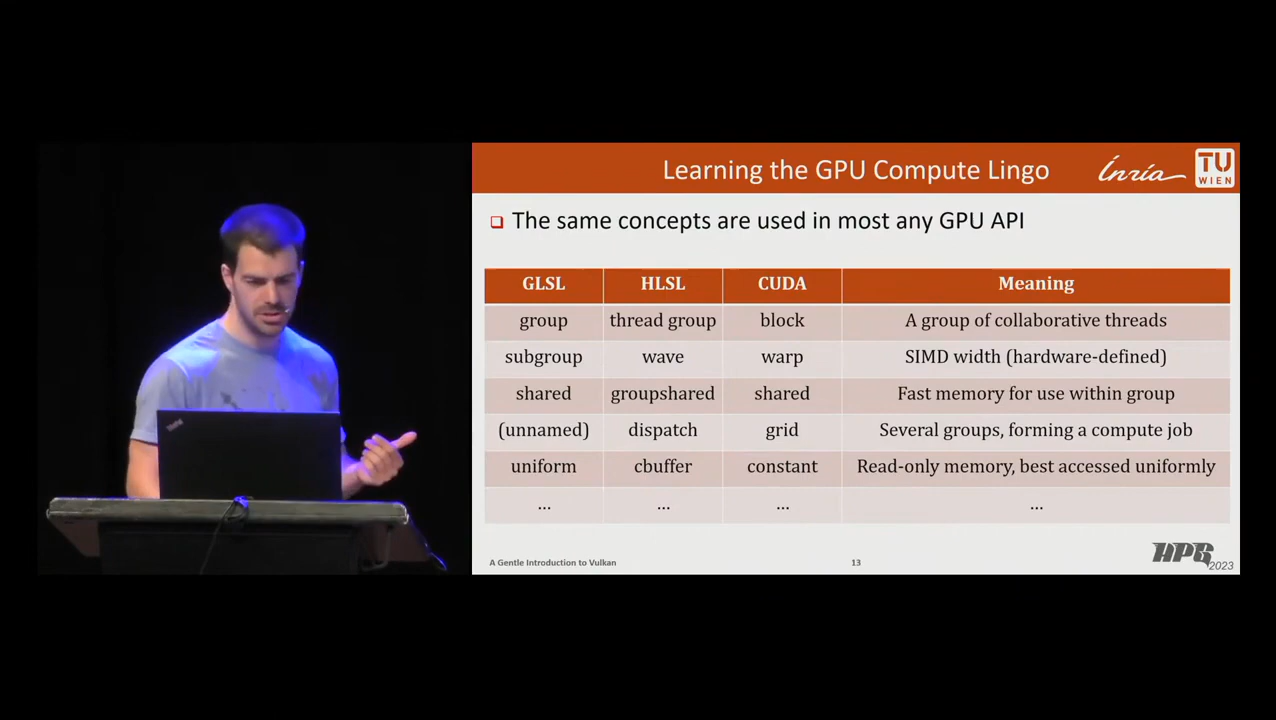 Learning the GPU Compute Lingo
Inria
TU
WIEN
The same concepts are used in most any GPU API
GLSL HLSL CUDA Meaning
group thread group block A group of collaborative threads
subgroup wave warp SIMD width (hardware-defined)
shared groupshared shared Fast memory for use within group
(unnamed) dispatch grid Several groups, forming a compute job
uniform cbuffer constant Read-only memory, best accessed uniformly
... ... ... ...
A Gentle Introduction to Vulkan 13
HPG 2023
ThinkPad